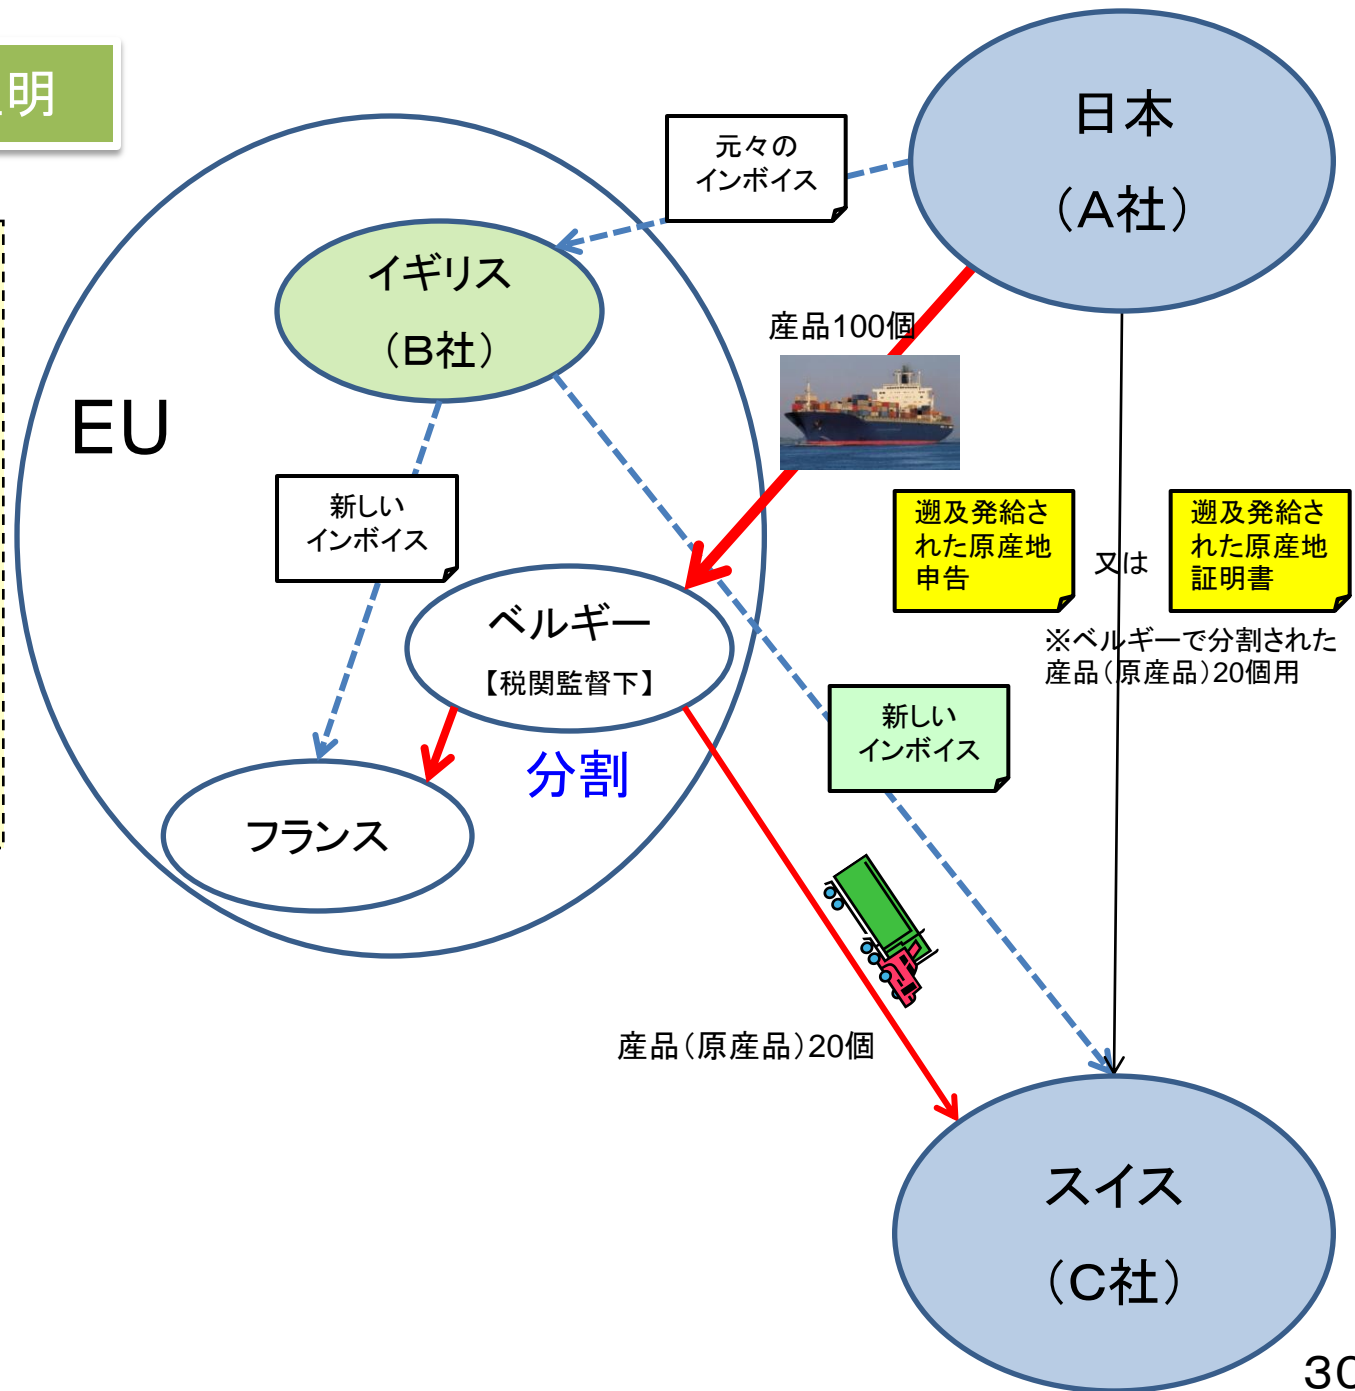 明
日本
（A社）
元々の
インボイス
イギリス
（B社）
産品100個
EU
新しい
インボイス
遡及発給さ
れた原産地
申告
又は
遡及発給さ
れた原産地
証明書
※ベルギーで分割された
産品（原産品）20個用
ベルギー
【税関監督下】
分割
新しい
インボイス
フランス
産品（原産品）20個
スイス
（C社）
30